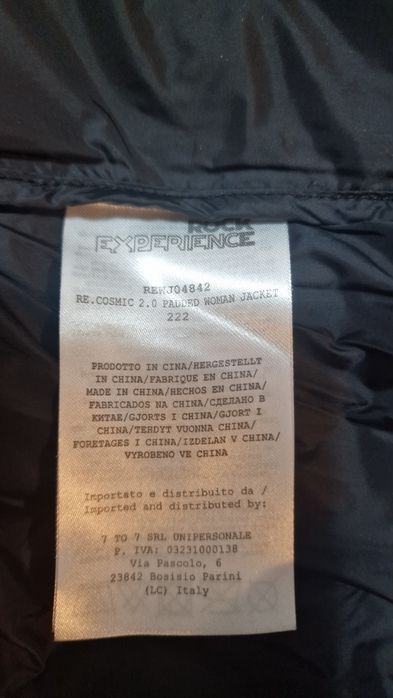 ROCK
EXPERIENCE
REWJ04842
RE.COSMIC 2.0 PADDED WOMAN JACKET
222
PRODOTTO IN CINA/HERGESTELLT
IN CHINA/FABRIQUE EN CHINA/
MADE IN CHINA/HECHOS EN CHINA/
FABRICADOS NA CHINA/СДЕЛАНО В
КИТАЕ/GJORTS I CHINA/GJORT I
CHINA/TEHDYT VUONNA CHINA/
FORETAGES I CHINA/IZDELAN V CHINA/
VYROBENO VE CHINA
Importato e distribuito da /
Imported and distributed by:
7 TO 7 SRL UNIPERSONALE
P. IVA: 03231000138
Via Pascolo, 6
23842 Bosisio Parini
(LC) Italy